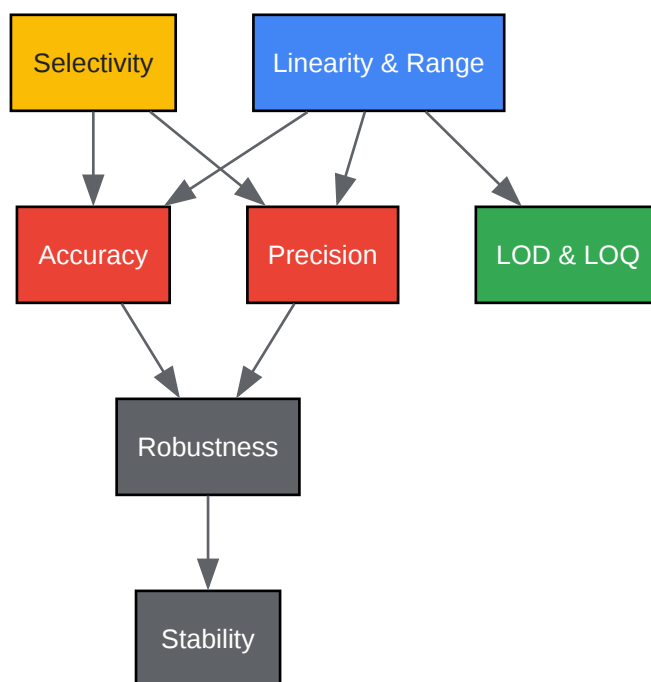 Selectivity
Linearity & Range
Accuracy
Precision
LOD & LOQ
Robustness
Stability